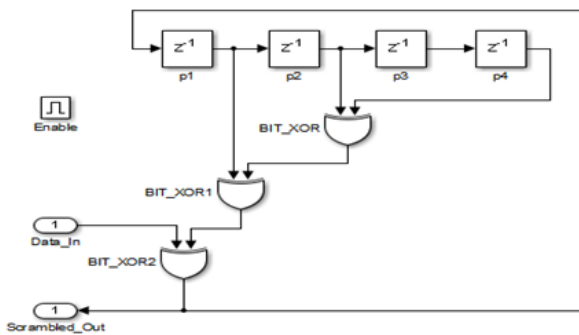 z⁻¹ z⁻¹ z⁻¹ z⁻¹
p1 p2 p3 p4
Enable
BIT_XOR
BIT_XOR1
1
Data_In
BIT_XOR2
1
Scrambled_Out